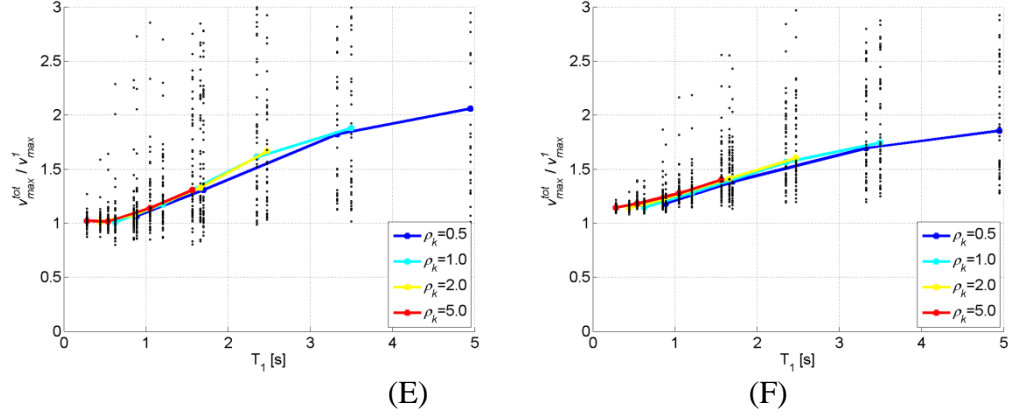 3
2.5
2
1.5
1
0.5
0
v_max^tot / v_max^1
0 1 2 3 4 5
T_1 [s]
ρ_k=0.5
ρ_k=1.0
ρ_k=2.0
ρ_k=5.0
(E)
3
2.5
2
1.5
1
0.5
0
v_max^tot / v_max^1
0 1 2 3 4 5
T_1 [s]
ρ_k=0.5
ρ_k=1.0
ρ_k=2.0
ρ_k=5.0
(F)